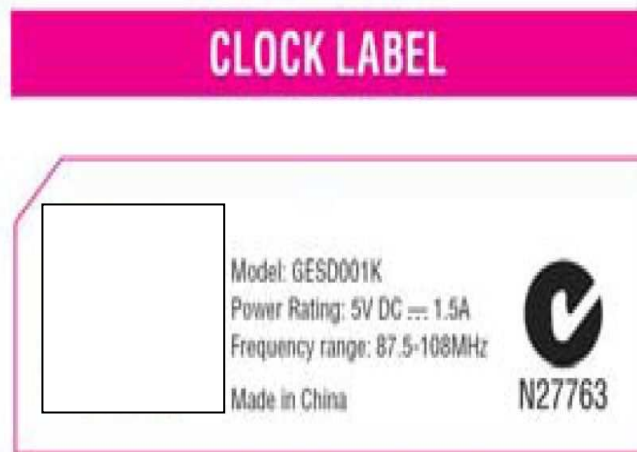 CLOCK LABEL
Model: GESD001K
Power Rating: 5V DC ⎓ 1.5A
Frequency range: 87.5-108MHz
Made in China
N27763